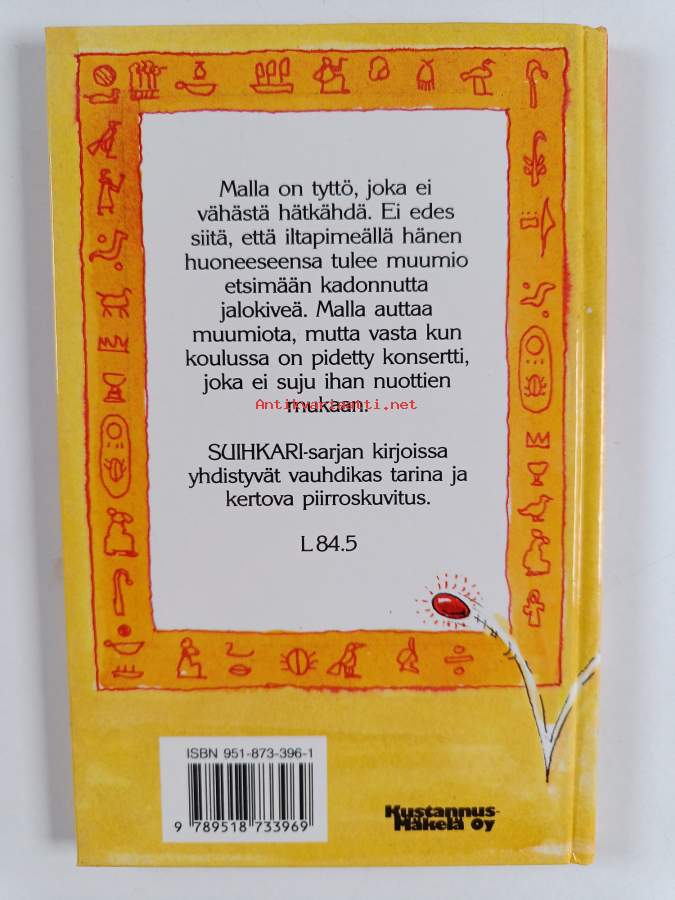 Malla on tyttö, joka ei
vähästä hätkähdä. Ei edes
siitä, että iltapimeällä hänen
huoneeseensa tulee muumio
etsimään kadonnutta
jalokiveä. Malla auttaa
muumiota, mutta vasta kun
koulussa on pidetty konsertti,
joka ei suju ihan nuottien
Antikvariaatti.net
mukaan.
SUIHKARI-sarjan kirjoissa
yhdistyvät vauhdikas tarina ja
kertova piirroskuvitus.
L 84.5
ISBN 951-873-396-1
9 789518 733969
Kustannus-
Mäkelä Oy